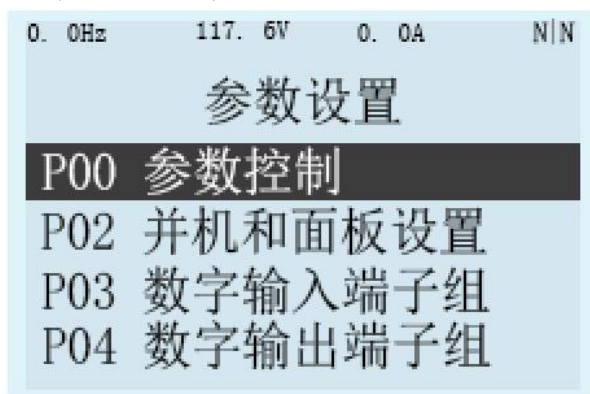 0. 0Hz 117. 6V 0. 0A N|N
参数设置
P00 参数控制
P02 并机和面板设置
P03 数字输入端子组
P04 数字输出端子组